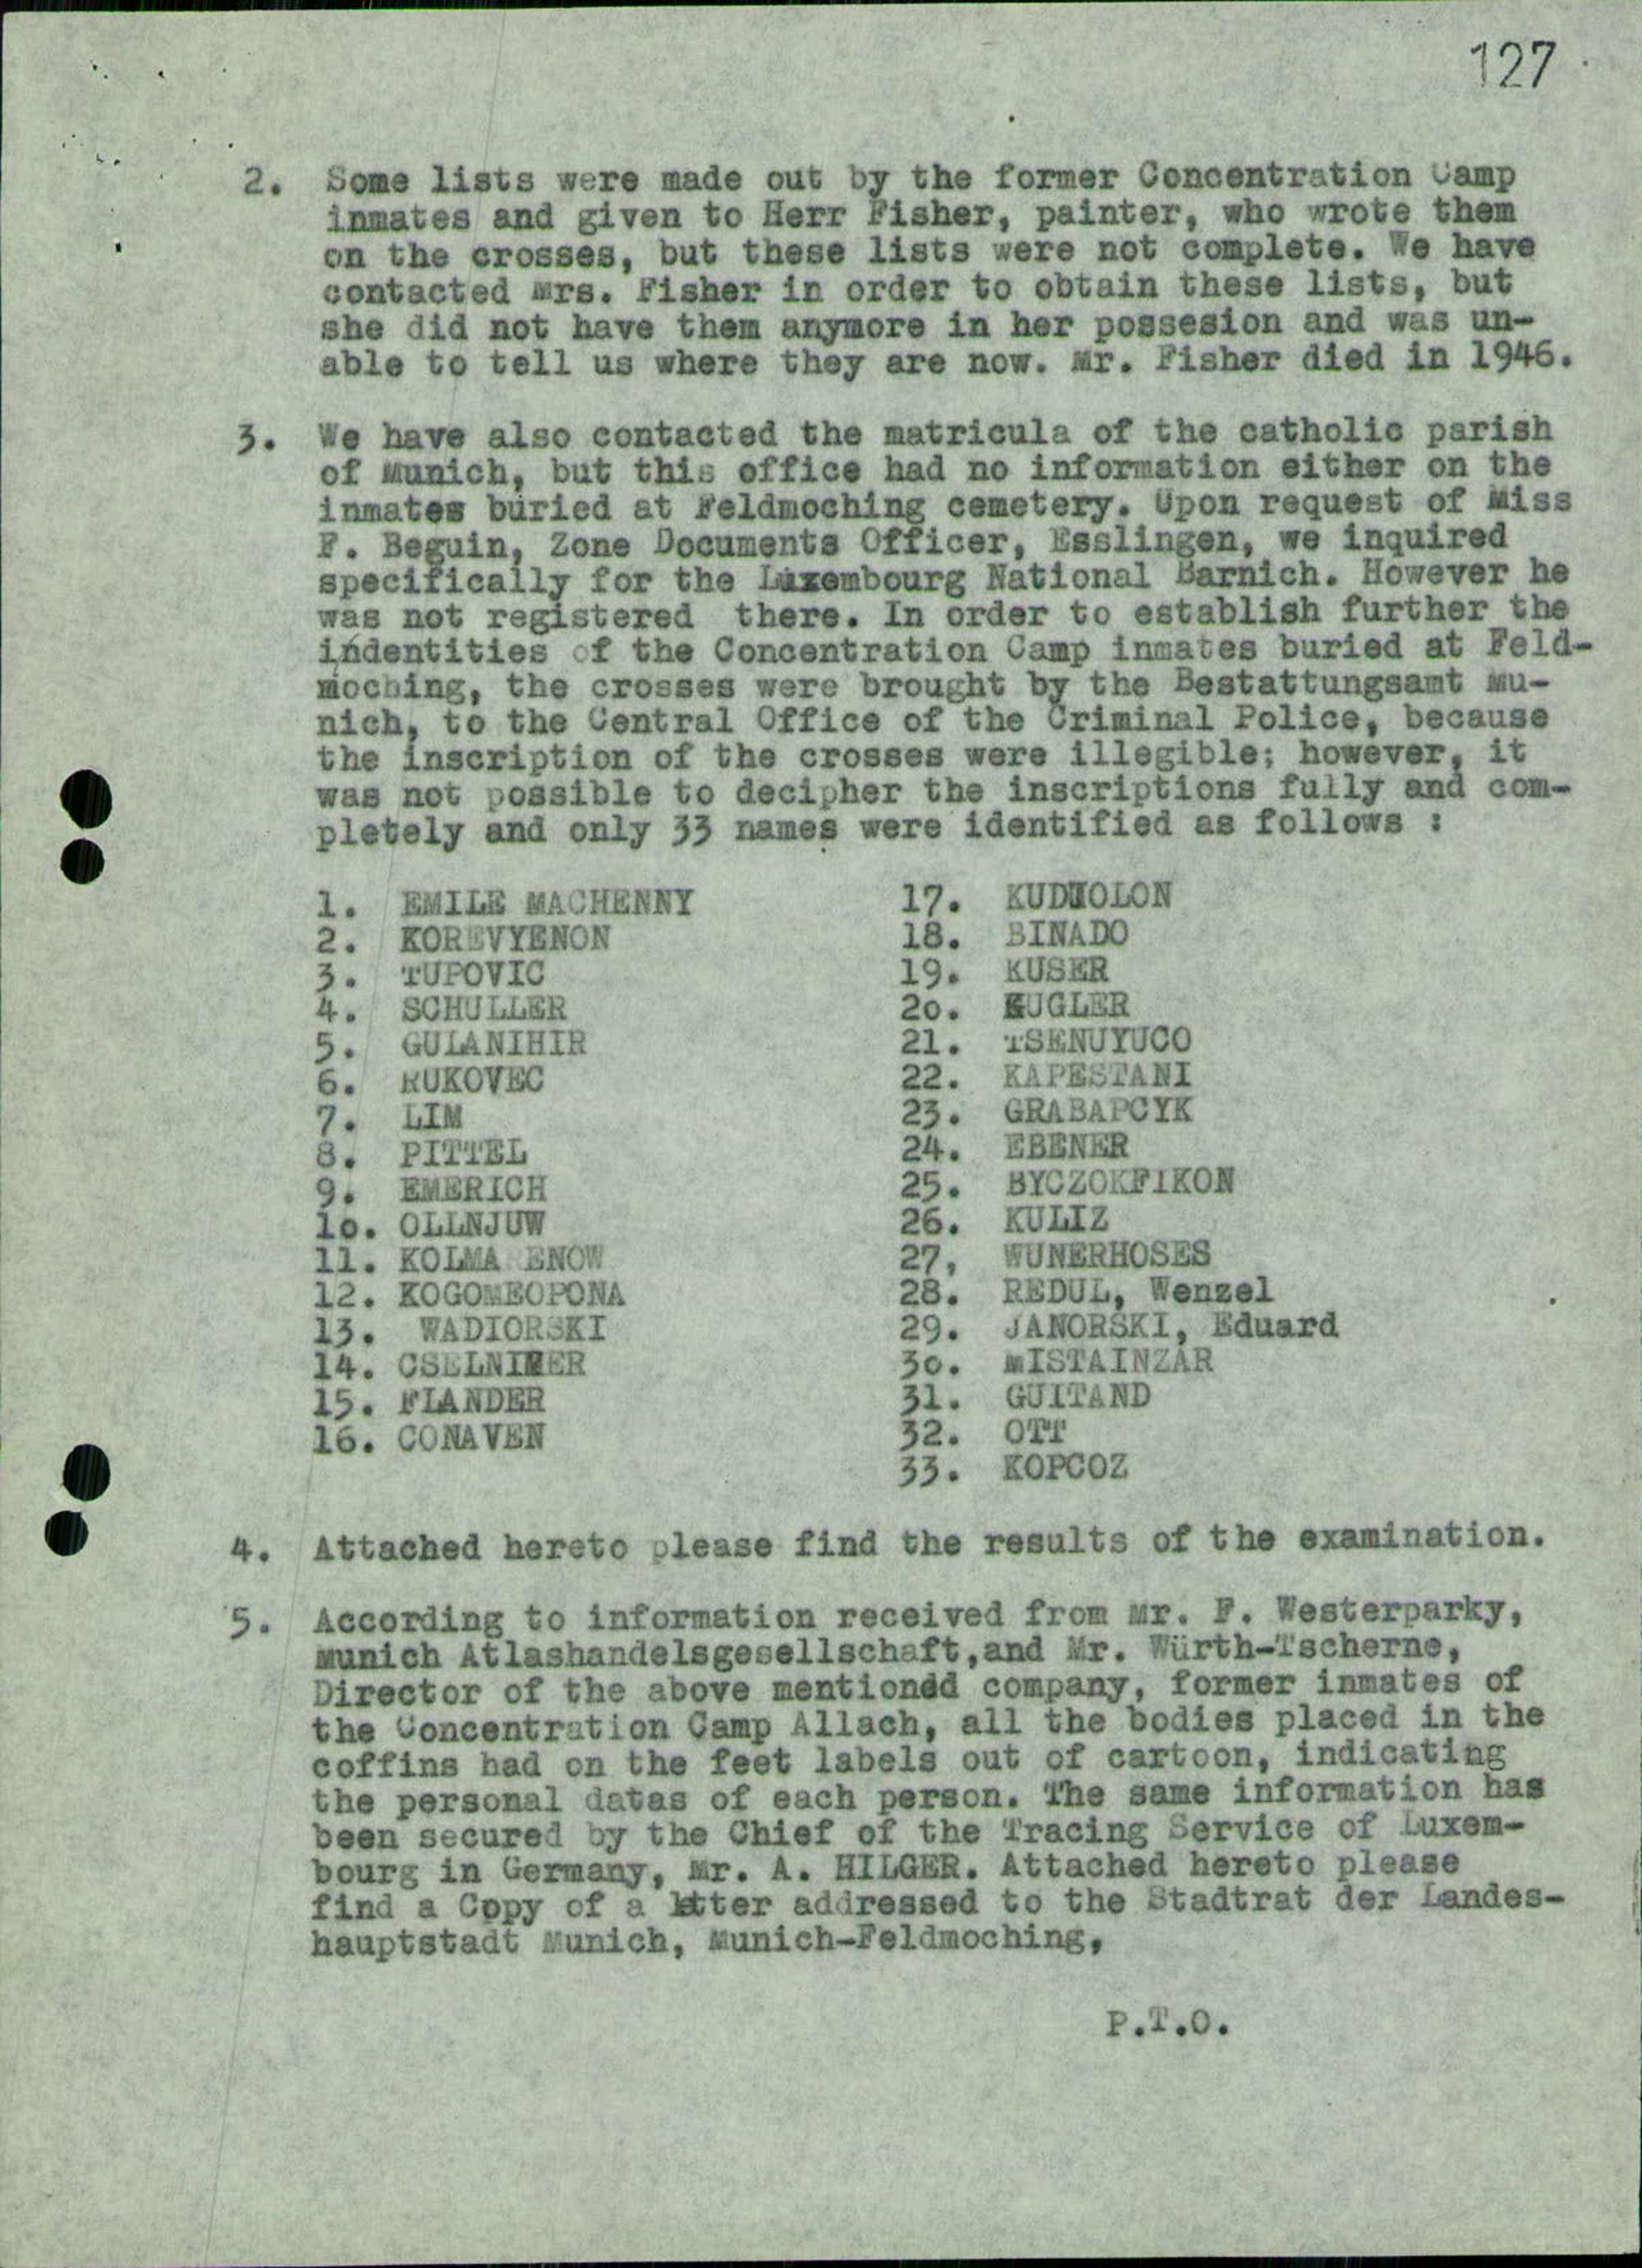 127
2. Some lists were made out by the former Concentration Camp
inmates and given to Herr Fisher, painter, who wrote them
on the crosses, but these lists were not complete. We have
contacted Mrs. Fisher in order to obtain these lists, but
she did not have them anymore in her possesion and was un-
able to tell us where they are now. Mr. Fisher died in 1946.
3. We have also contacted the matricula of the catholic parish
of Munich, but this office had no information either on the
inmates buried at Feldmoching cemetery. Upon request of Miss
F. Beguin, Zone Documents Officer, Esslingen, we inquired
specifically for the Luxembourg National Barnich. However he
was not registered there. In order to establish further the
indentities of the Concentration Camp inmates buried at Feld-
moching, the crosses were brought by the Bestattungsamt Mu-
nich, to the Central Office of the Criminal Police, because
the inscription of the crosses were illegible; however, it
was not possible to decipher the inscriptions fully and com-
pletely and only 33 names were identified as follows :
1. EMILE MACHENNY
2. KOREVYENON
3. TUPOVIC
4. SCHULLER
5. GULANIHIR
6. RUKOVEC
7. LIM
8. PITTEL
9. EMERICH
10. OLLNJUW
11. KOLMA ENOW
12. KOGOMEOPONA
13. WADIORSKI
14. CSELNIKER
15. FLANDER
16. CONAVEN
17. KUDMOLON
18. BINADO
19. KUSER
20. KUGLER
21. TSENUYUCO
22. KAPESTANI
23. GRABAPCYK
24. EBENER
25. BYCZOKFIKON
26. KULIZ
27, WUNERHOSES
28. REDUL, Wenzel
29. JANORSKI, Eduard
30. MISTAINZAR
31. GUITAND
32. OTT
33. KOPCOZ
4. Attached hereto please find the results of the examination.
5. According to information received from Mr. F. Westerparky,
Munich Atlashandelsgesellschaft,and Mr. Würth-Tscherne,
Director of the above mentioned company, former inmates of
the Concentration Camp Allach, all the bodies placed in the
coffins had on the feet labels out of cartoon, indicating
the personal datas of each person. The same information has
been secured by the Chief of the Tracing Service of Luxem-
bourg in Germany, Mr. A. HILGER. Attached hereto please
find a Copy of a letter addressed to the Stadtrat der Landes-
hauptstadt Munich, Munich-Feldmoching,
P.T.O.